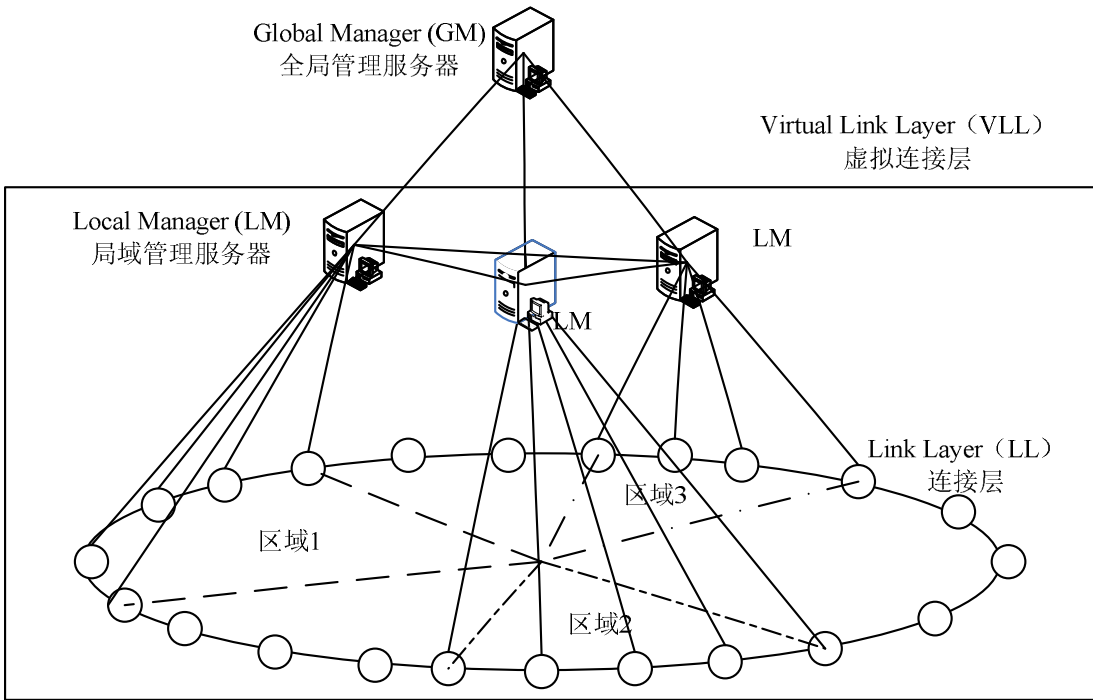 Global Manager (GM)
全局管理服务器
Virtual Link Layer（VLL）
虚拟连接层
Local Manager (LM)
局域管理服务器
LM
LM
Link Layer（LL）
连接层
区域3
区域1
区域2